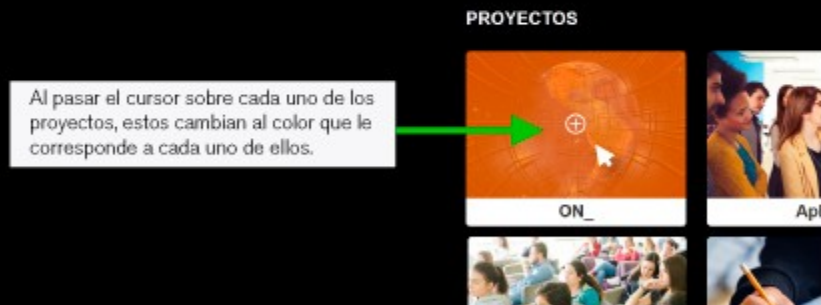 PROYECTOS
Al pasar el cursor sobre cada uno de los
proyectos, estos cambian al color que le
corresponde a cada uno de ellos.
ON_